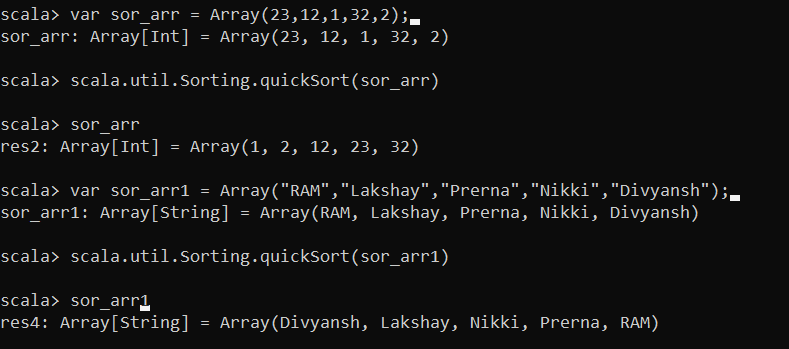 scala> var sor_arr = Array(23,12,1,32,2);
sor_arr: Array[Int] = Array(23, 12, 1, 32, 2)
scala> scala.util.Sorting.quickSort(sor_arr)
scala> sor_arr
res2: Array[Int] = Array(1, 2, 12, 23, 32)
scala> var sor_arr1 = Array("RAM","Lakshay","Prerna","Nikki","Divyansh");
sor_arr1: Array[String] = Array(RAM, Lakshay, Prerna, Nikki, Divyansh)
scala> scala.util.Sorting.quickSort(sor_arr1)
scala> sor_arr1
res4: Array[String] = Array(Divyansh, Lakshay, Nikki, Prerna, RAM)